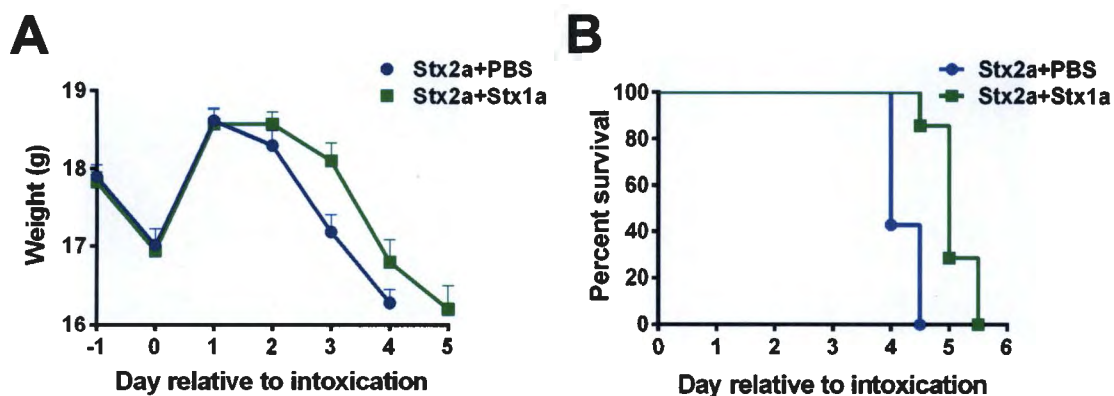 A
Stx2a+PBS
Stx2a+Stx1a
19
18
17
16
Weight (g)
-1 0 1 2 3 4 5
Day relative to intoxication
B
Stx2a+PBS
Stx2a+Stx1a
100
80
60
40
20
0
Percent survival
0 1 2 3 4 5 6
Day relative to intoxication